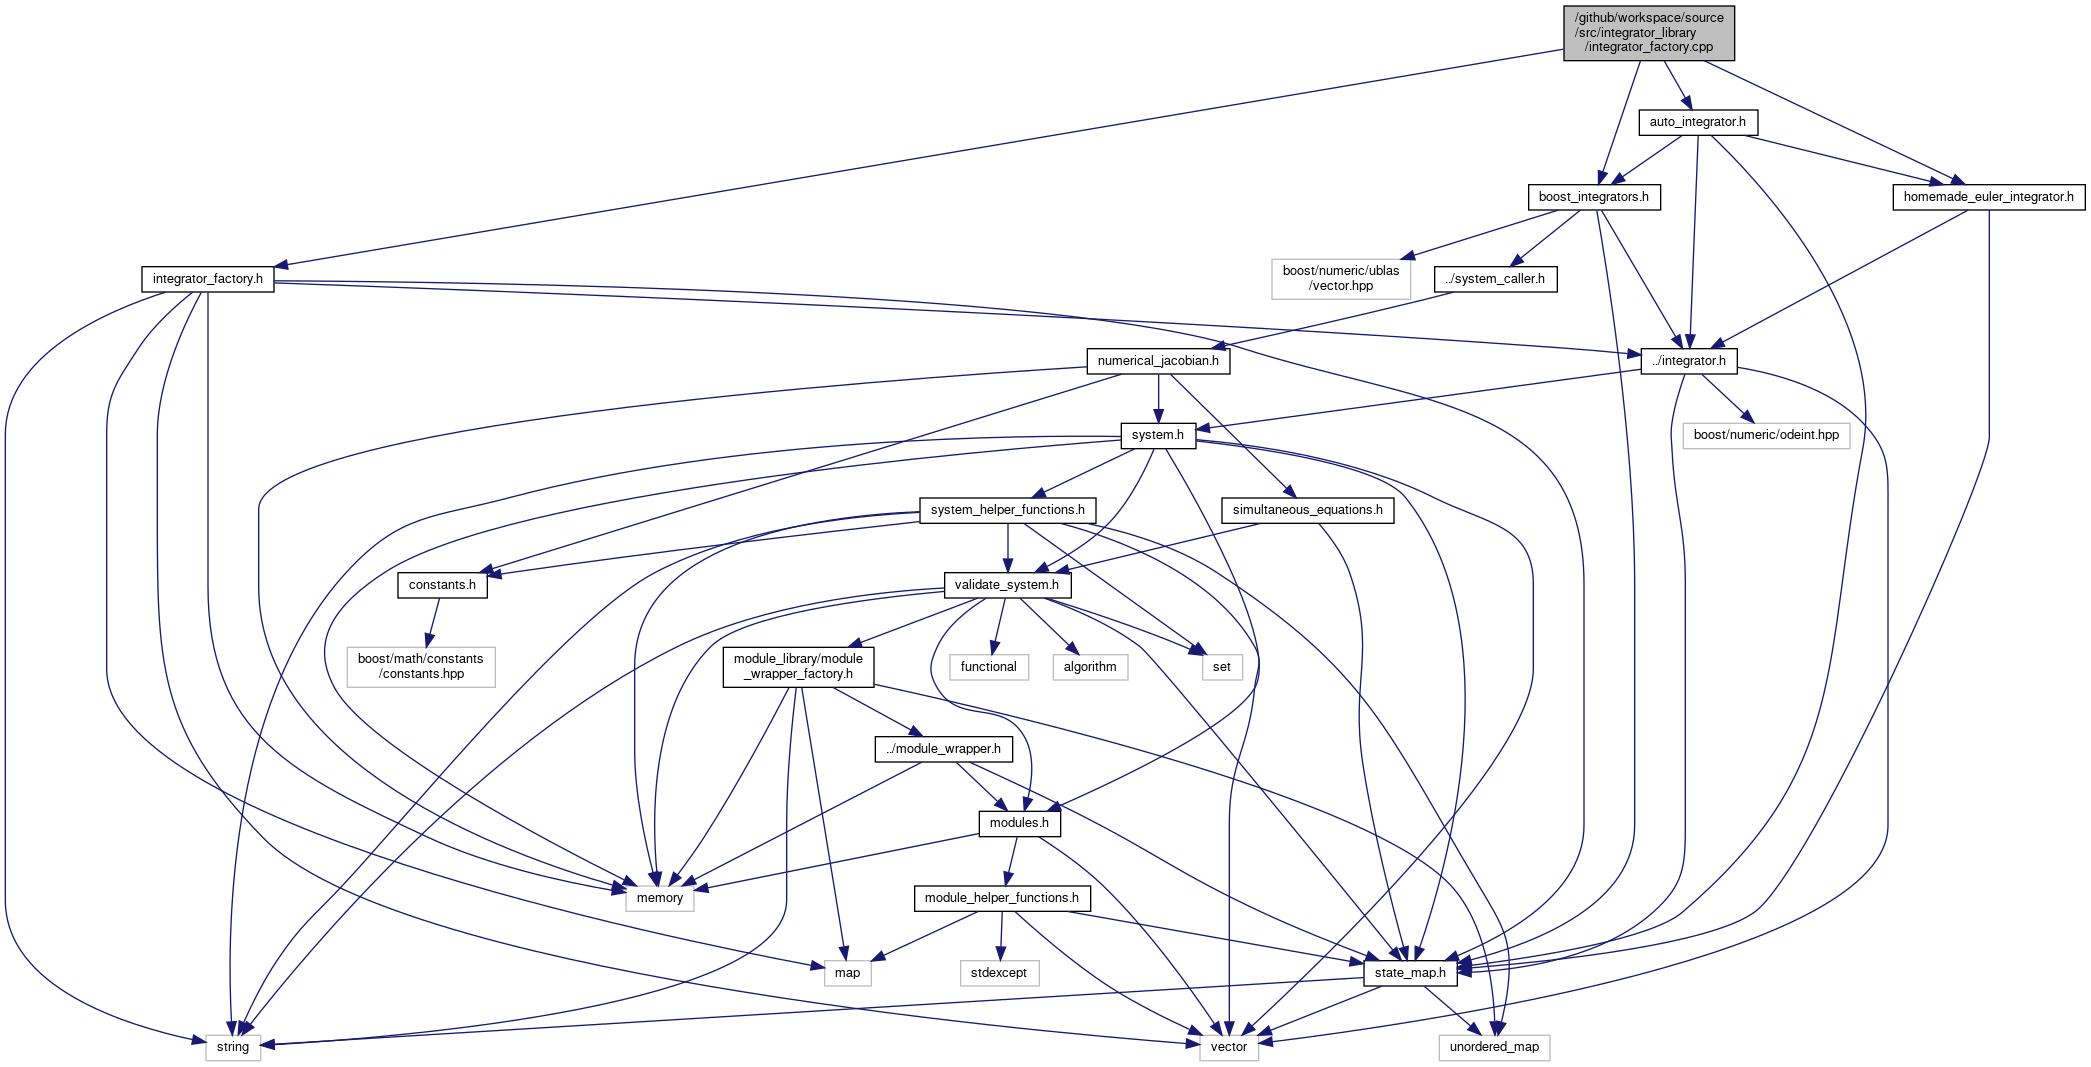 /github/workspace/source
/src/integrator_library
/integrator_factory.cpp
auto_integrator.h
boost_integrators.h
homemade_euler_integrator.h
integrator_factory.h
boost/numeric/ublas
/vector.hpp
../system_caller.h
numerical_jacobian.h
../integrator.h
system.h
boost/numeric/odeint.hpp
system_helper_functions.h
simultaneous_equations.h
constants.h
validate_system.h
boost/math/constants
/constants.hpp
module_library/module
_wrapper_factory.h
functional
algorithm
set
../module_wrapper.h
modules.h
memory
module_helper_functions.h
map
stdexcept
state_map.h
string
vector
unordered_map